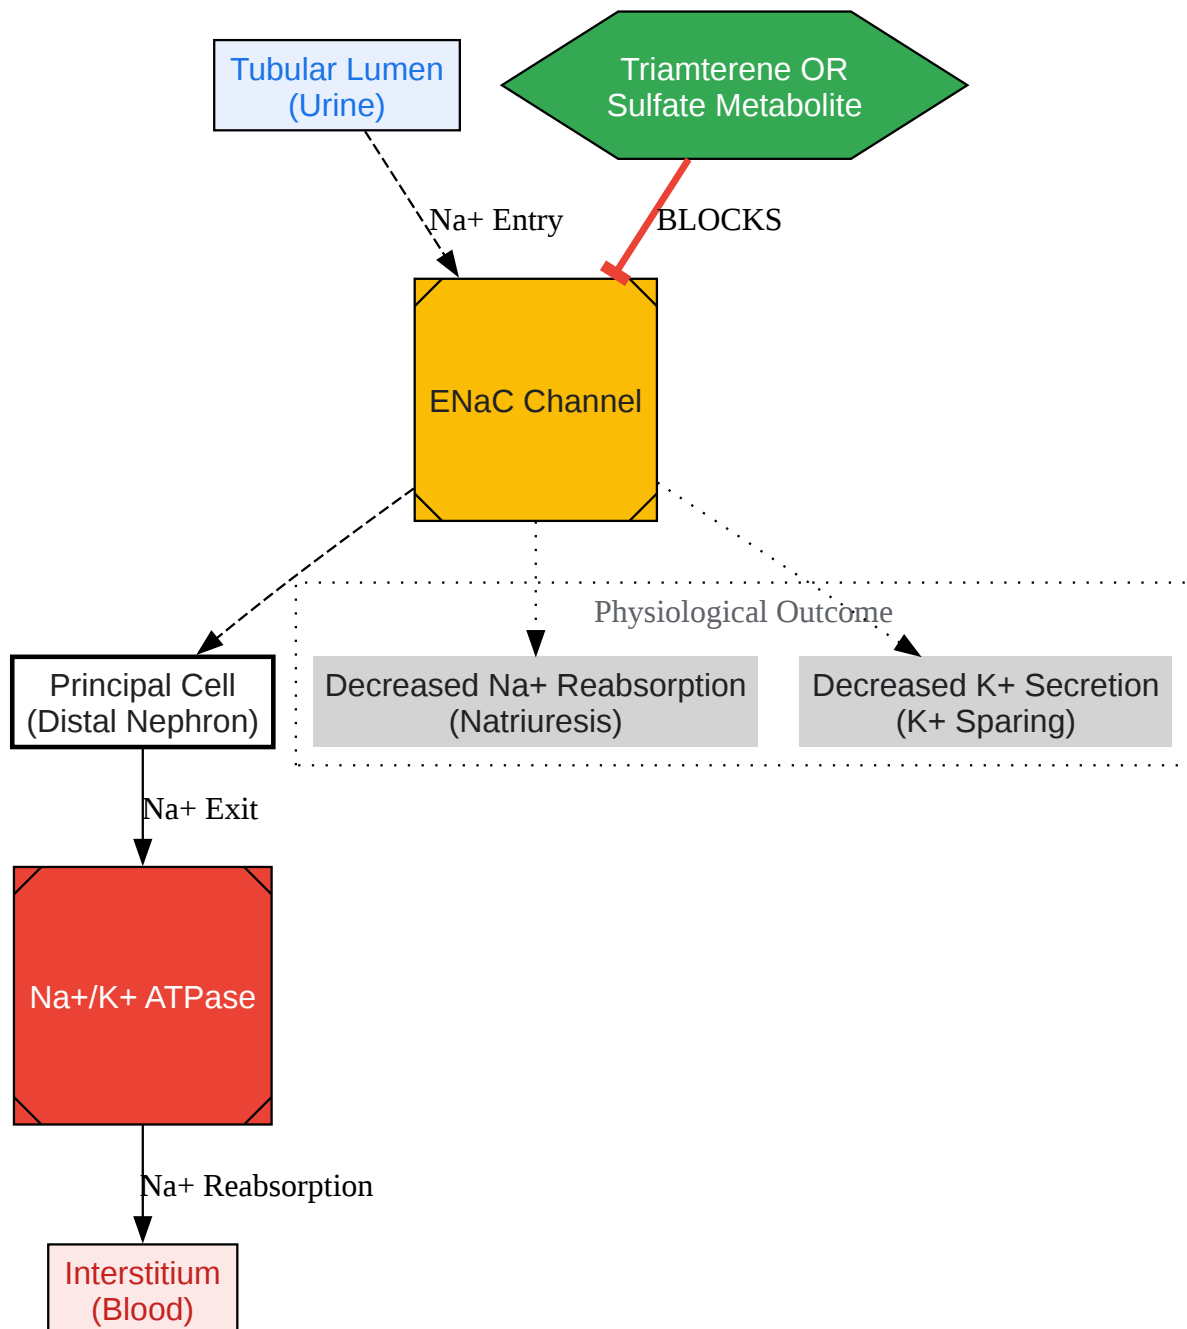 Tubular Lumen
(Urine)
Triamterene OR
Sulfate Metabolite
Na+ Entry
BLOCKS
ENaC Channel
Physiological Outcome
Principal Cell
(Distal Nephron)
Decreased Na+ Reabsorption
(Natriuresis)
Decreased K+ Secretion
(K+ Sparing)
Na+ Exit
Na+/K+ ATPase
Na+ Reabsorption
Interstitium
(Blood)